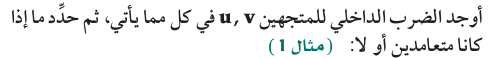 أوجد الضرب الداخلي للمتجهين u, v في كل مما يأتي، ثم حدِّد ما إذا
كانا متعامدين أو لا: (مثال 1)